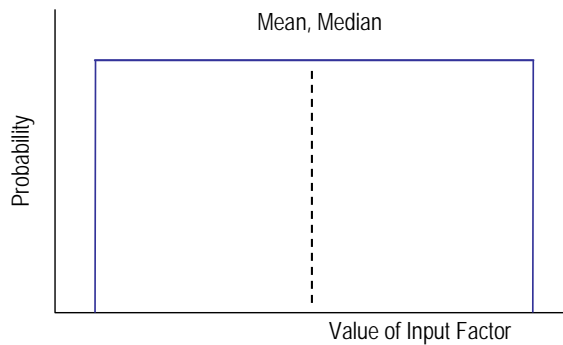 Mean, Median
Probability
Value of Input Factor